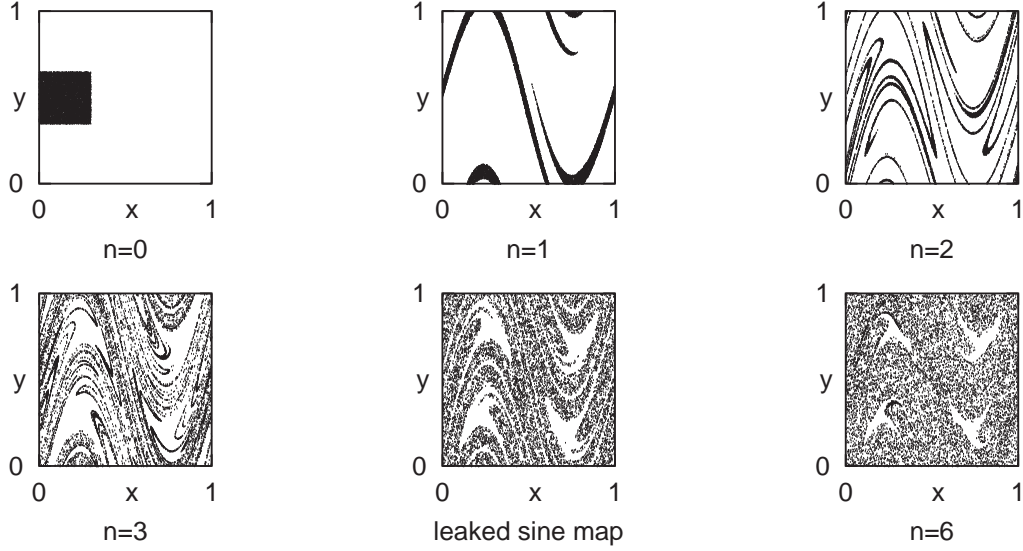 1 1 1
y y y
0 0 0
0 x 1 0 x 1 0 x 1
n=0 n=1 n=2
1 1 1
y y y
0 0 0
0 x 1 0 x 1 0 x 1
n=3 leaked sine map n=6